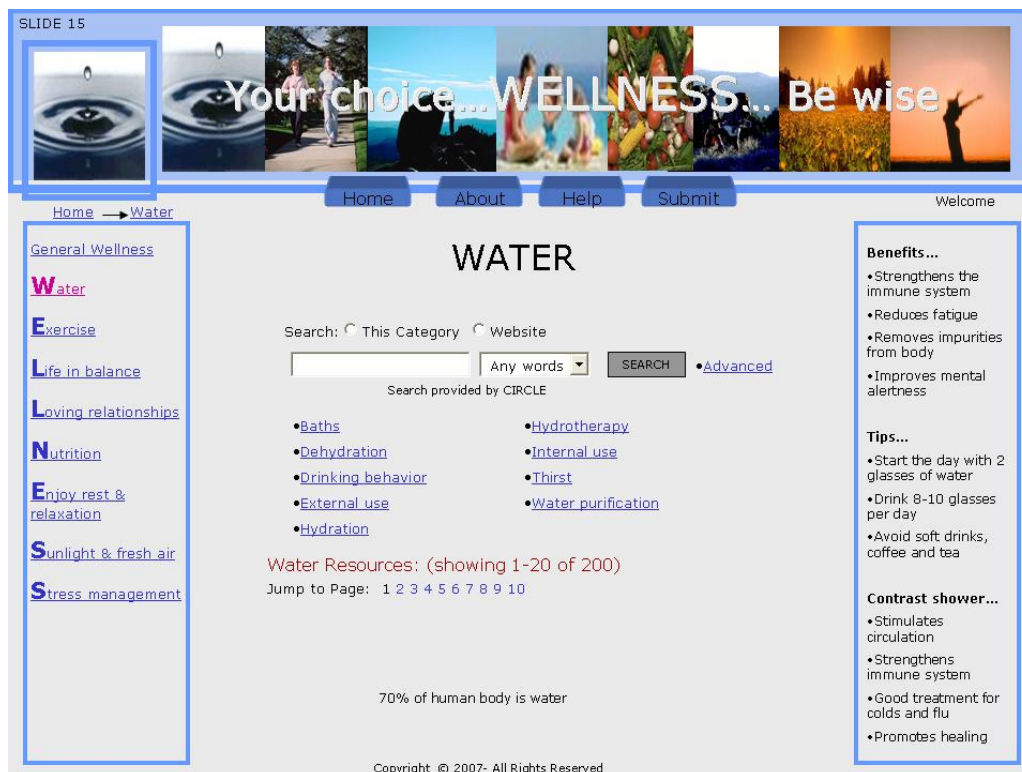 SLIDE 15
Your choice...WELLNESS... Be wise
Home About Help Submit
Welcome
Home Water
General Wellness
Water
Exercise
Life in balance
Loving relationships
Nutrition
Enjoy rest &
relaxation
Sunlight & fresh air
Stress management
WATER
Search: This Category Website
Any words SEARCH •Advanced
Search provided by CIRCLE
•Baths
•Dehydration
•Drinking behavior
•External use
•Hydration
•Hydrotherapy
•Internal use
•Thirst
•Water purification
Water Resources: (showing 1-20 of 200)
Jump to Page: 1 2 3 4 5 6 7 8 9 10
70% of human body is water
Copyright © 2007- All Rights Reserved
Benefits...
•Strengthens the
immune system
•Reduces fatigue
•Removes impurities
from body
•Improves mental
alertness
Tips...
•Start the day with 2
glasses of water
•Drink 8-10 glasses
per day
•Avoid soft drinks,
coffee and tea
Contrast shower...
•Stimulates
circulation
•Strengthens
immune system
•Good treatment for
colds and flu
•Promotes healing